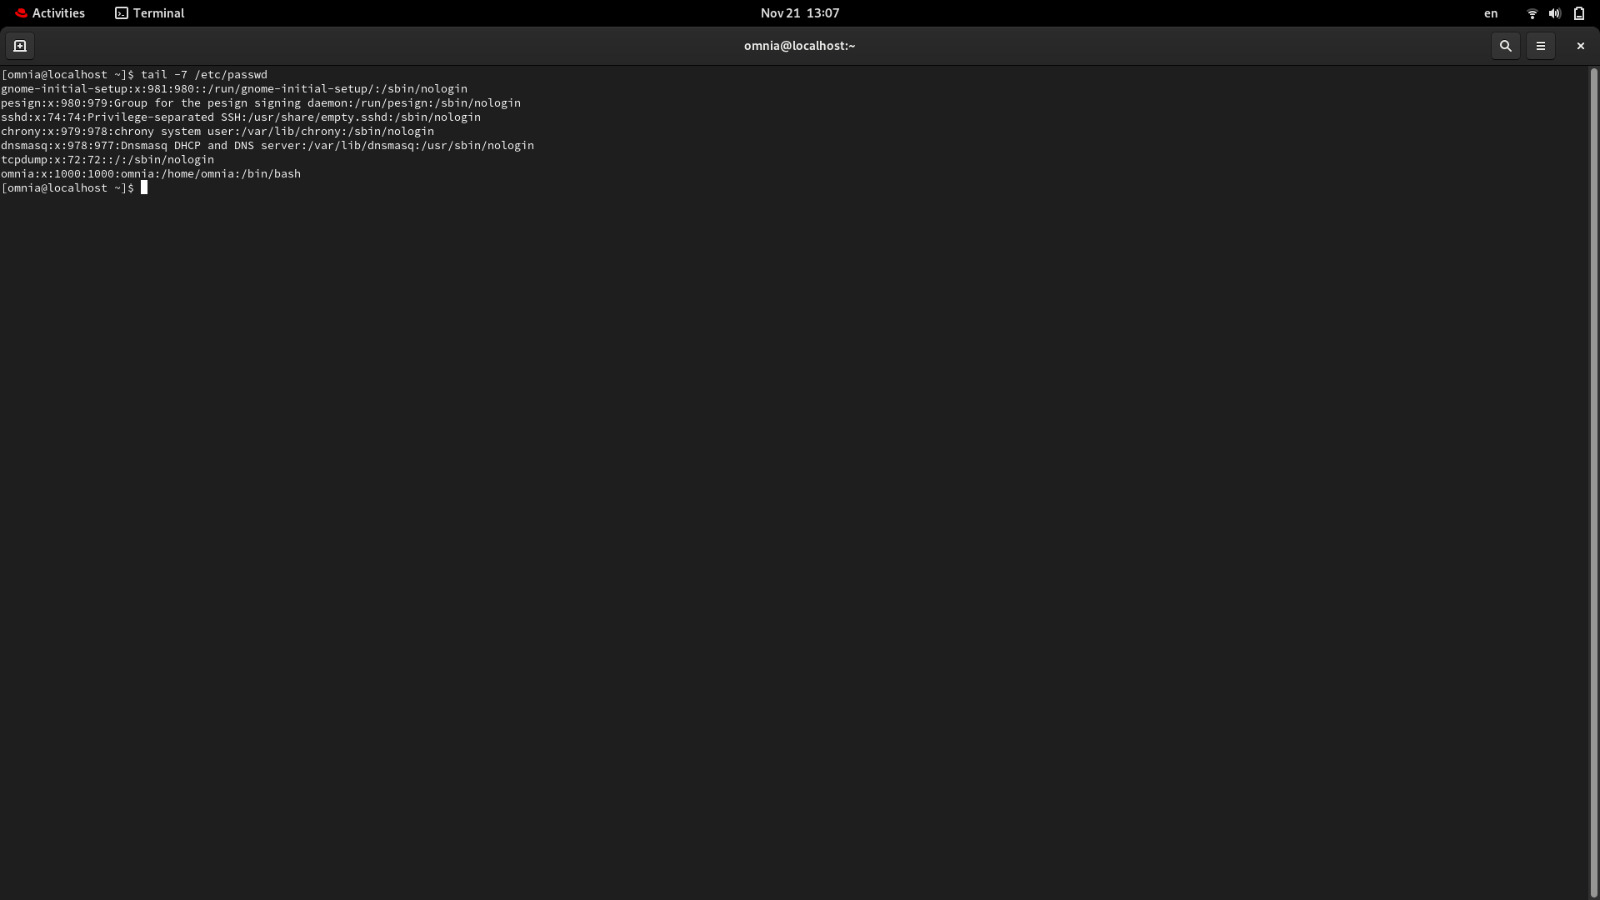 Activities Terminal Nov 21 13:07 en
omnia@localhost:~
[omnia@localhost ~]$ tail -7 /etc/passwd
gnome-initial-setup:x:981:980::/run/gnome-initial-setup/:/sbin/nologin
pesign:x:980:979:Group for the pesign signing daemon:/run/pesign:/sbin/nologin
sshd:x:74:74:Privilege-separated SSH:/usr/share/empty.sshd:/sbin/nologin
chrony:x:979:978:chrony system user:/var/lib/chrony:/sbin/nologin
dnsmasq:x:978:977:Dnsmasq DHCP and DNS server:/var/lib/dnsmasq:/usr/sbin/nologin
tcpdump:x:72:72::/:/sbin/nologin
omnia:x:1000:1000:omnia:/home/omnia:/bin/bash
[omnia@localhost ~]$